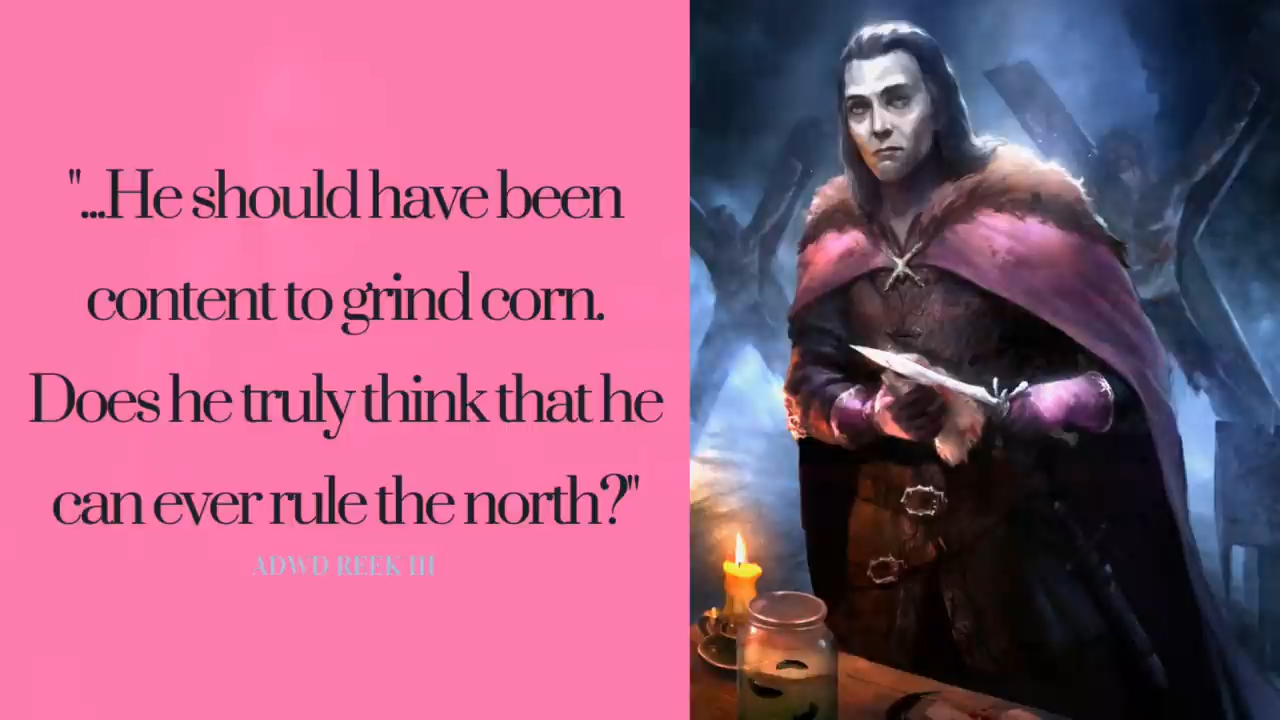 "...He should have been
content to grind corn.
Does he truly think that he
can ever rule the north?"
ADWD REEK III